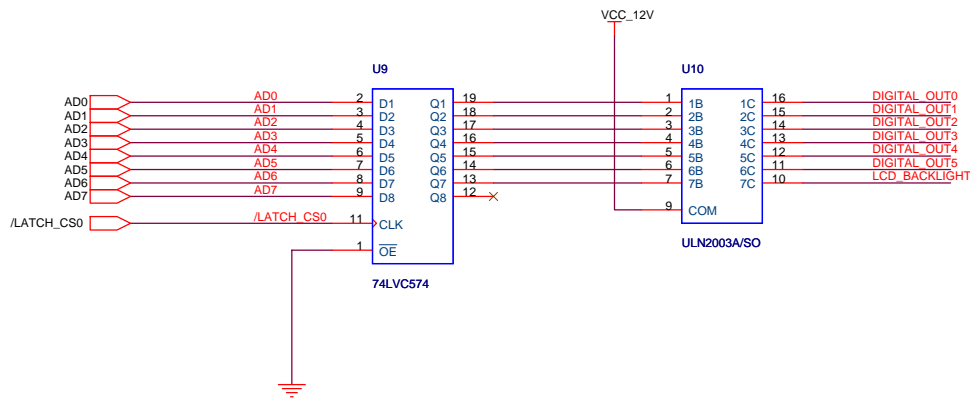 VCC_12V
U9 U10
AD0 AD0 2 D1 Q1 19 1 1B 1C 16 DIGITAL_OUT0
AD1 AD1 3 D2 Q2 18 2 2B 2C 15 DIGITAL_OUT1
AD2 AD2 4 D3 Q3 17 3 3B 3C 14 DIGITAL_OUT2
AD3 AD3 5 D4 Q4 16 4 4B 4C 13 DIGITAL_OUT3
AD4 AD4 6 D5 Q5 15 5 5B 5C 12 DIGITAL_OUT4
AD5 AD5 7 D6 Q6 14 6 6B 6C 11 DIGITAL_OUT5
AD6 AD6 8 D7 Q7 13 7 7B 7C 10 LCD_BACKLIGHT
AD7 AD7 9 D8 Q8 12
9 COM
/LATCH_CS0 /LATCH_CS0 11 CLK
1 OE
ULN2003A/SO
74LVC574